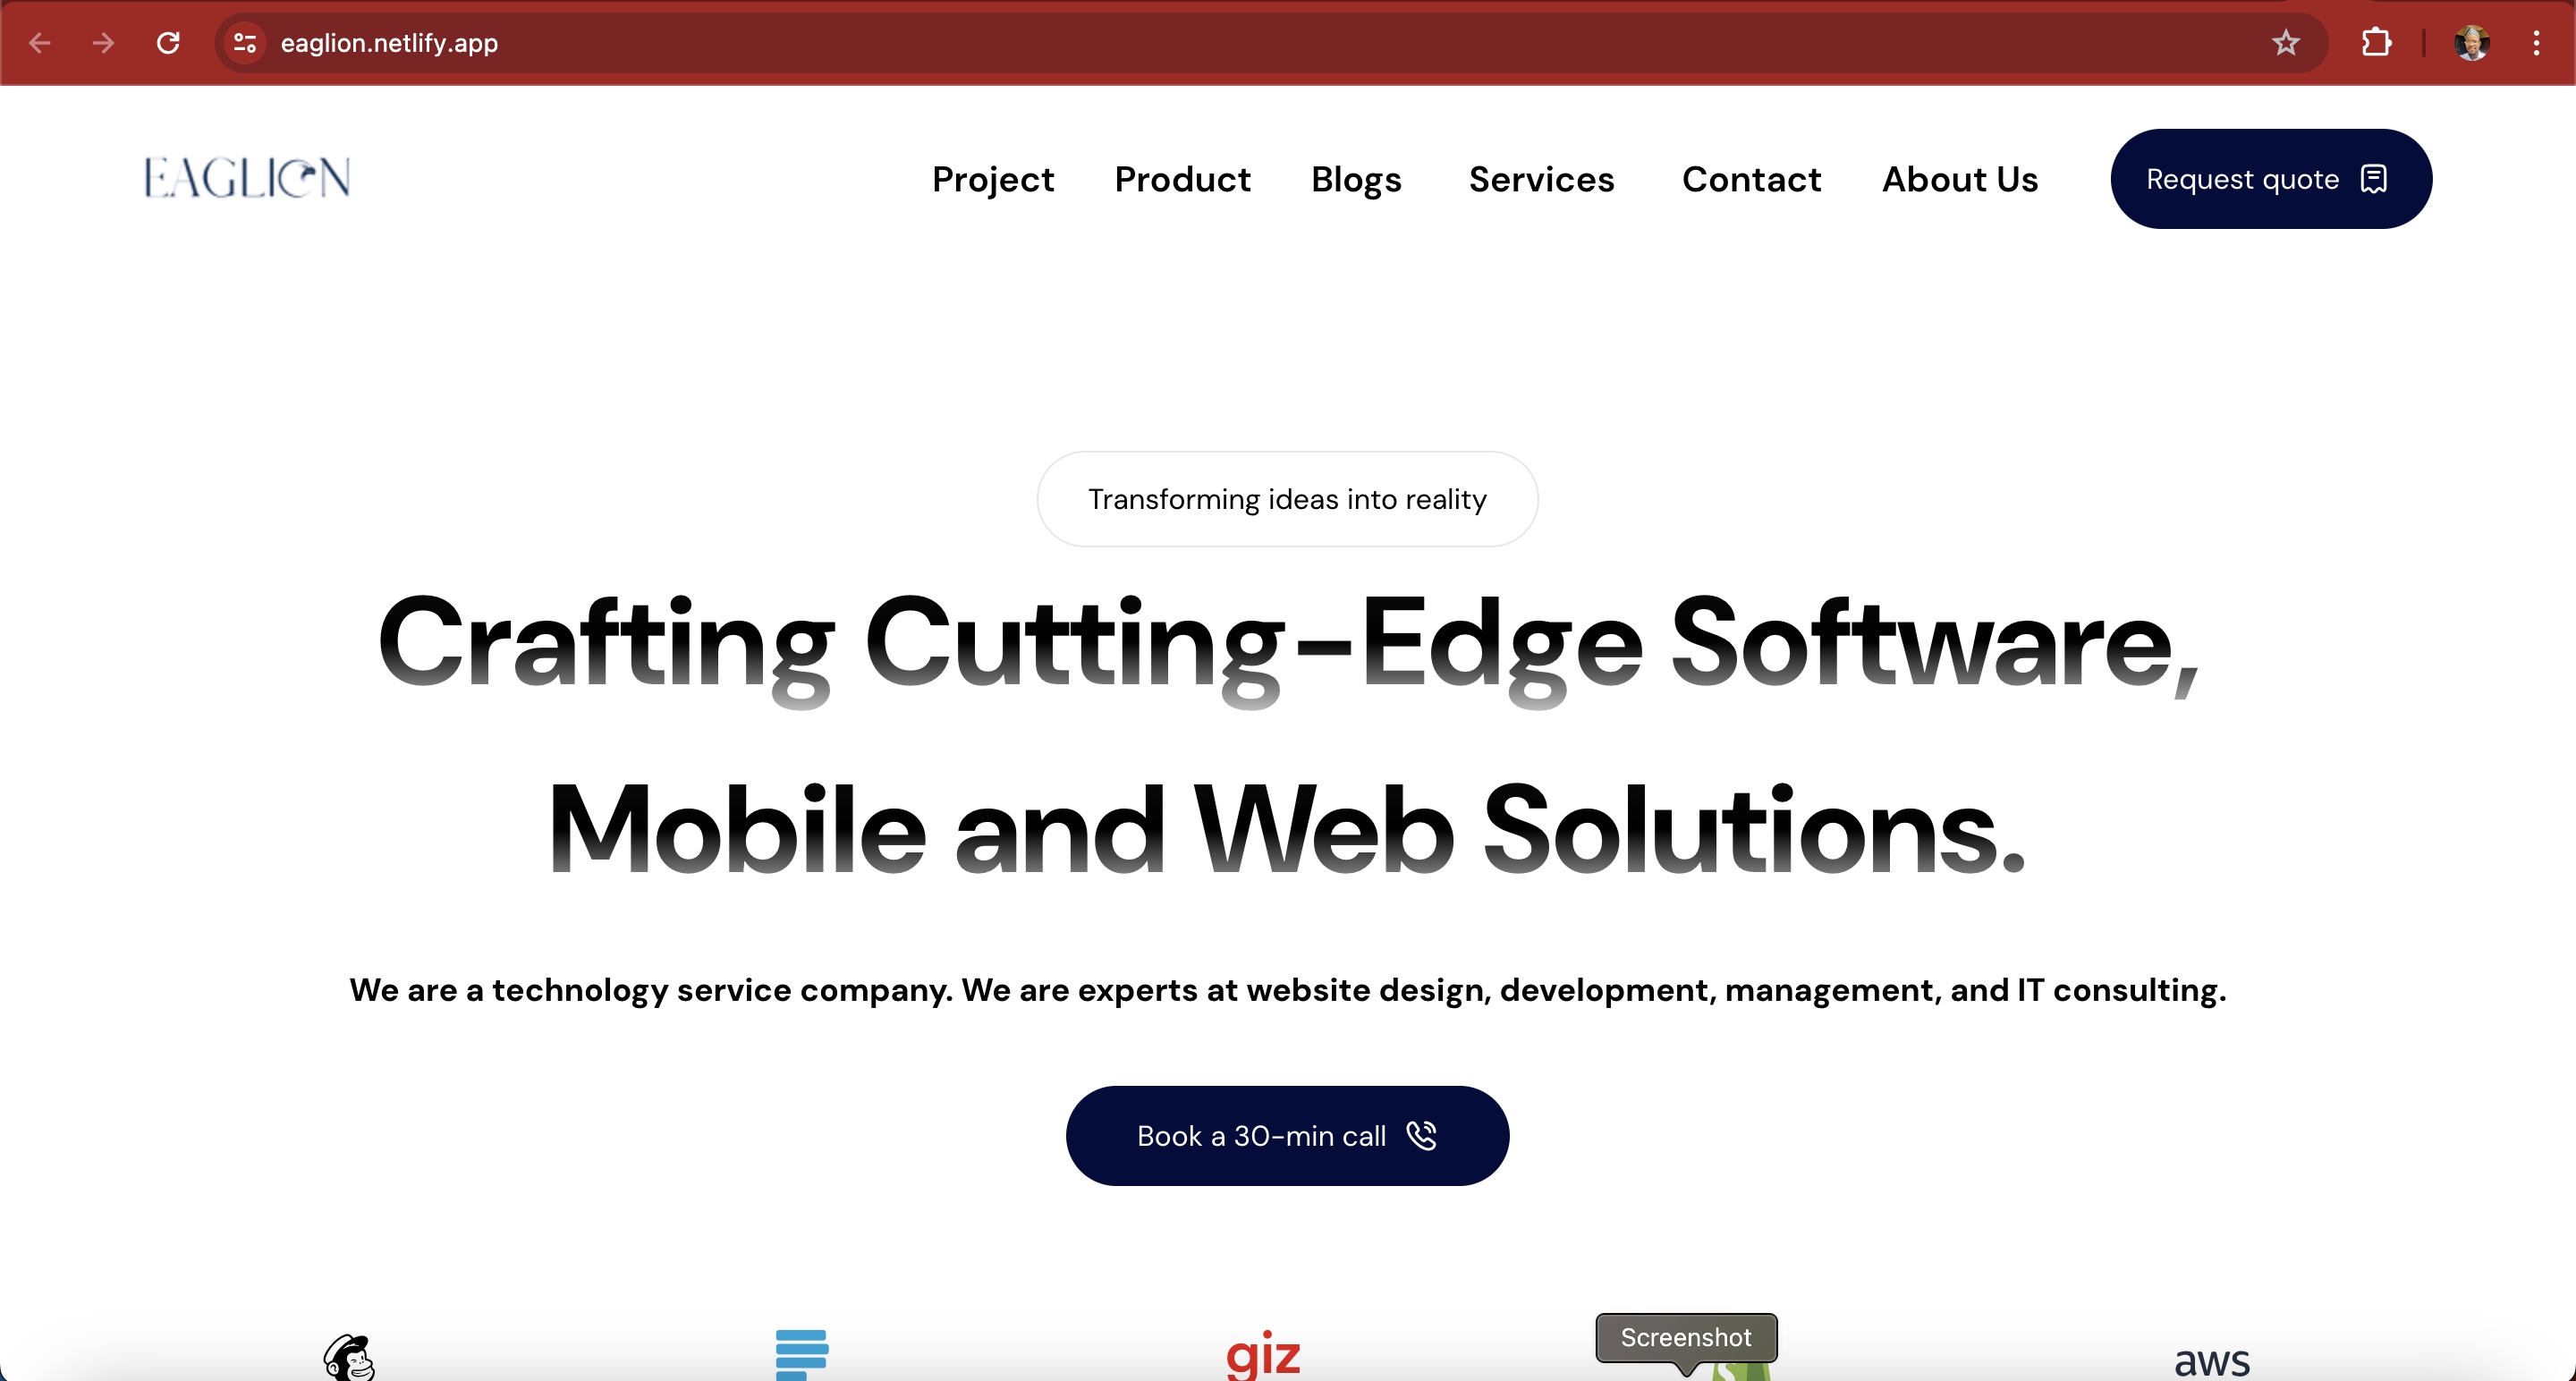 eaglion.netlify.app
EAGLION
Project Product Blogs Services Contact About Us Request quote
Transforming ideas into reality
Crafting Cutting-Edge Software,
Mobile and Web Solutions.
We are a technology service company. We are experts at website design, development, management, and IT consulting.
Book a 30-min call
Screenshot
giz
aws